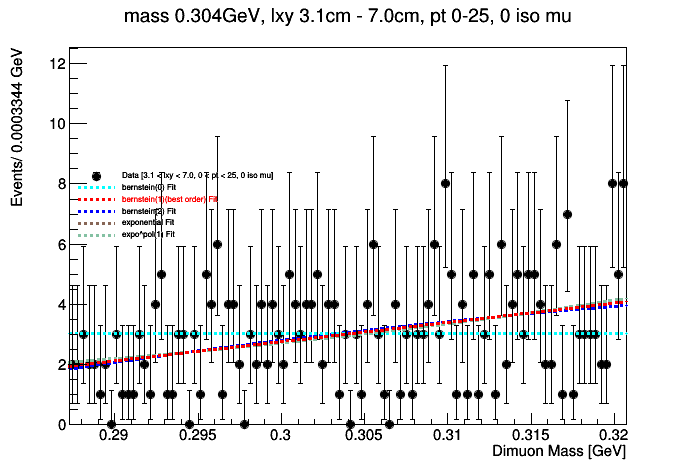 mass 0.304GeV, lxy 3.1cm - 7.0cm, pt 0-25, 0 iso mu
Events/ 0.0003344 GeV
12
10
8
6
4
2
0
Data [3.1 < lxy < 7.0, 0 < pt < 25, 0 iso mu]
bernstein(0) Fit
bernstein(1)(best order) Fit
bernstein(2) Fit
exponential Fit
expo*pol(1) Fit
0.29
0.295
0.3
0.305
0.31
0.315
0.32
Dimuon Mass [GeV]